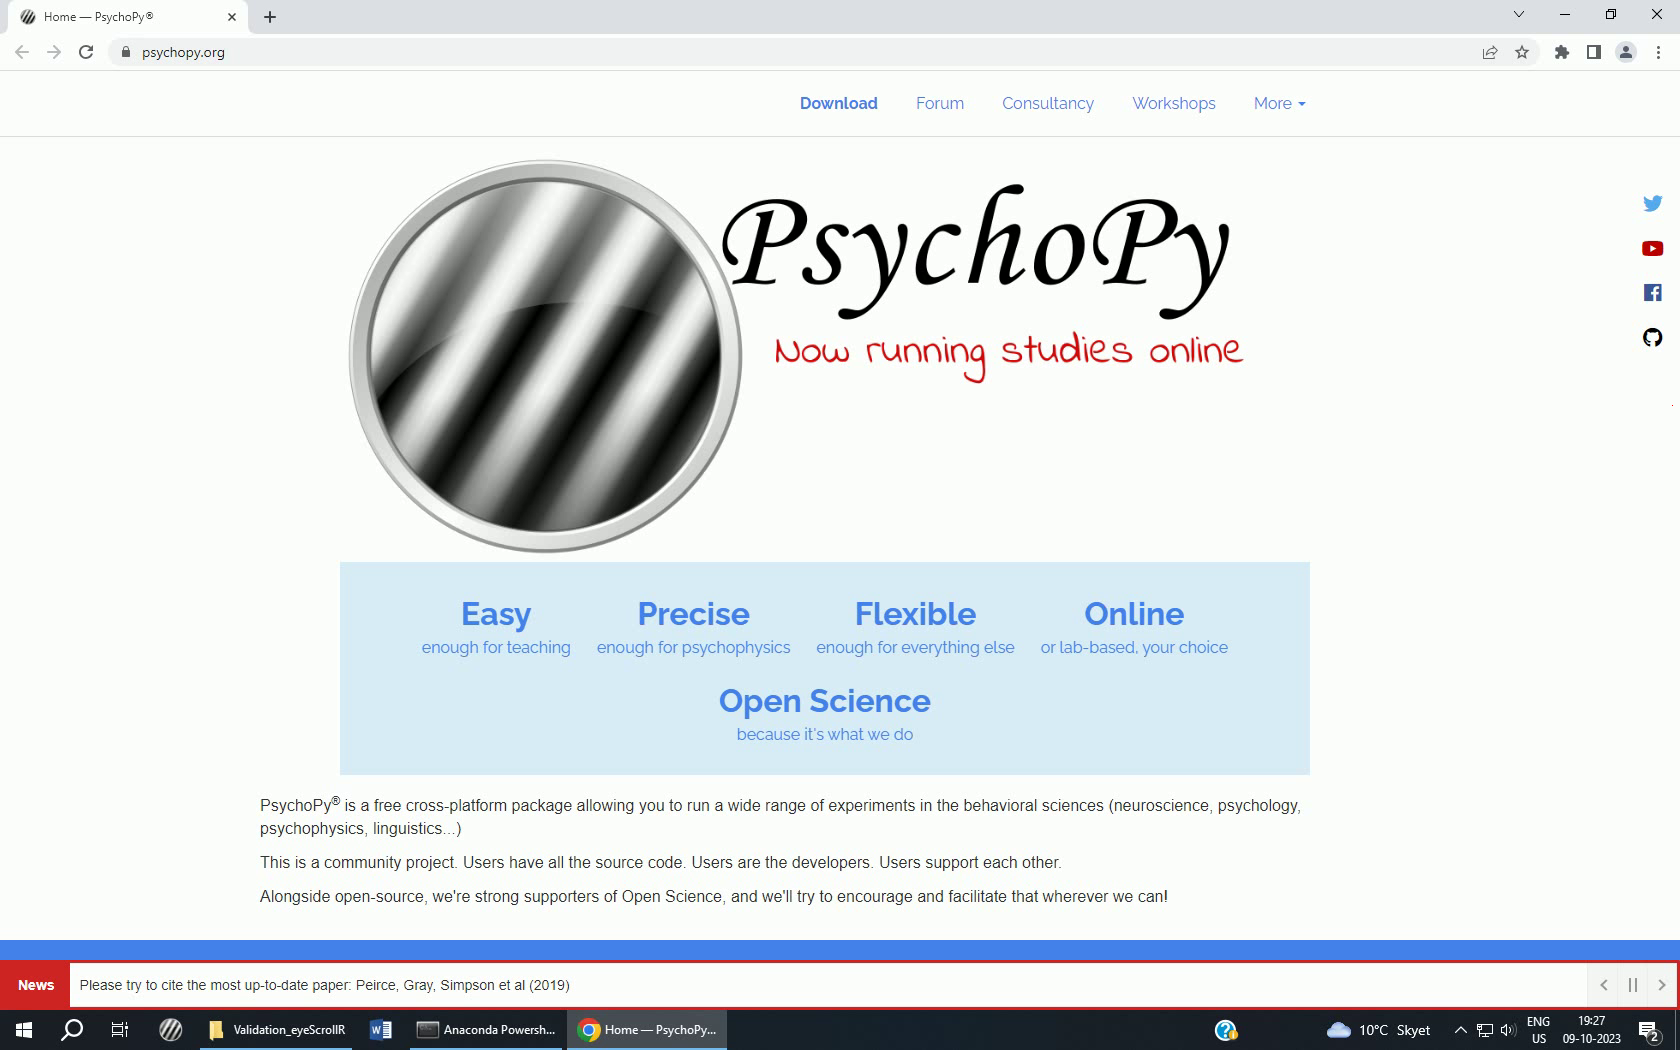 Home — PsychoPy®
psychopy.org
Download Forum Consultancy Workshops More
PsychoPy
Now running studies online
Easy Precise Flexible Online
enough for teaching enough for psychophysics enough for everything else or lab-based, your choice
Open Science
because it's what we do
PsychoPy® is a free cross-platform package allowing you to run a wide range of experiments in the behavioral sciences (neuroscience, psychology,
psychophysics, linguistics...)
This is a community project. Users have all the source code. Users are the developers. Users support each other.
Alongside open-source, we're strong supporters of Open Science, and we'll try to encourage and facilitate that wherever we can!
News Please try to cite the most up-to-date paper: Peirce, Gray, Simpson et al (2019)
Validation_eyeScrollR Anaconda Powersh... Home — PsychoPy... 10°C Skyet ENG 19:27
US 09-10-2023 2